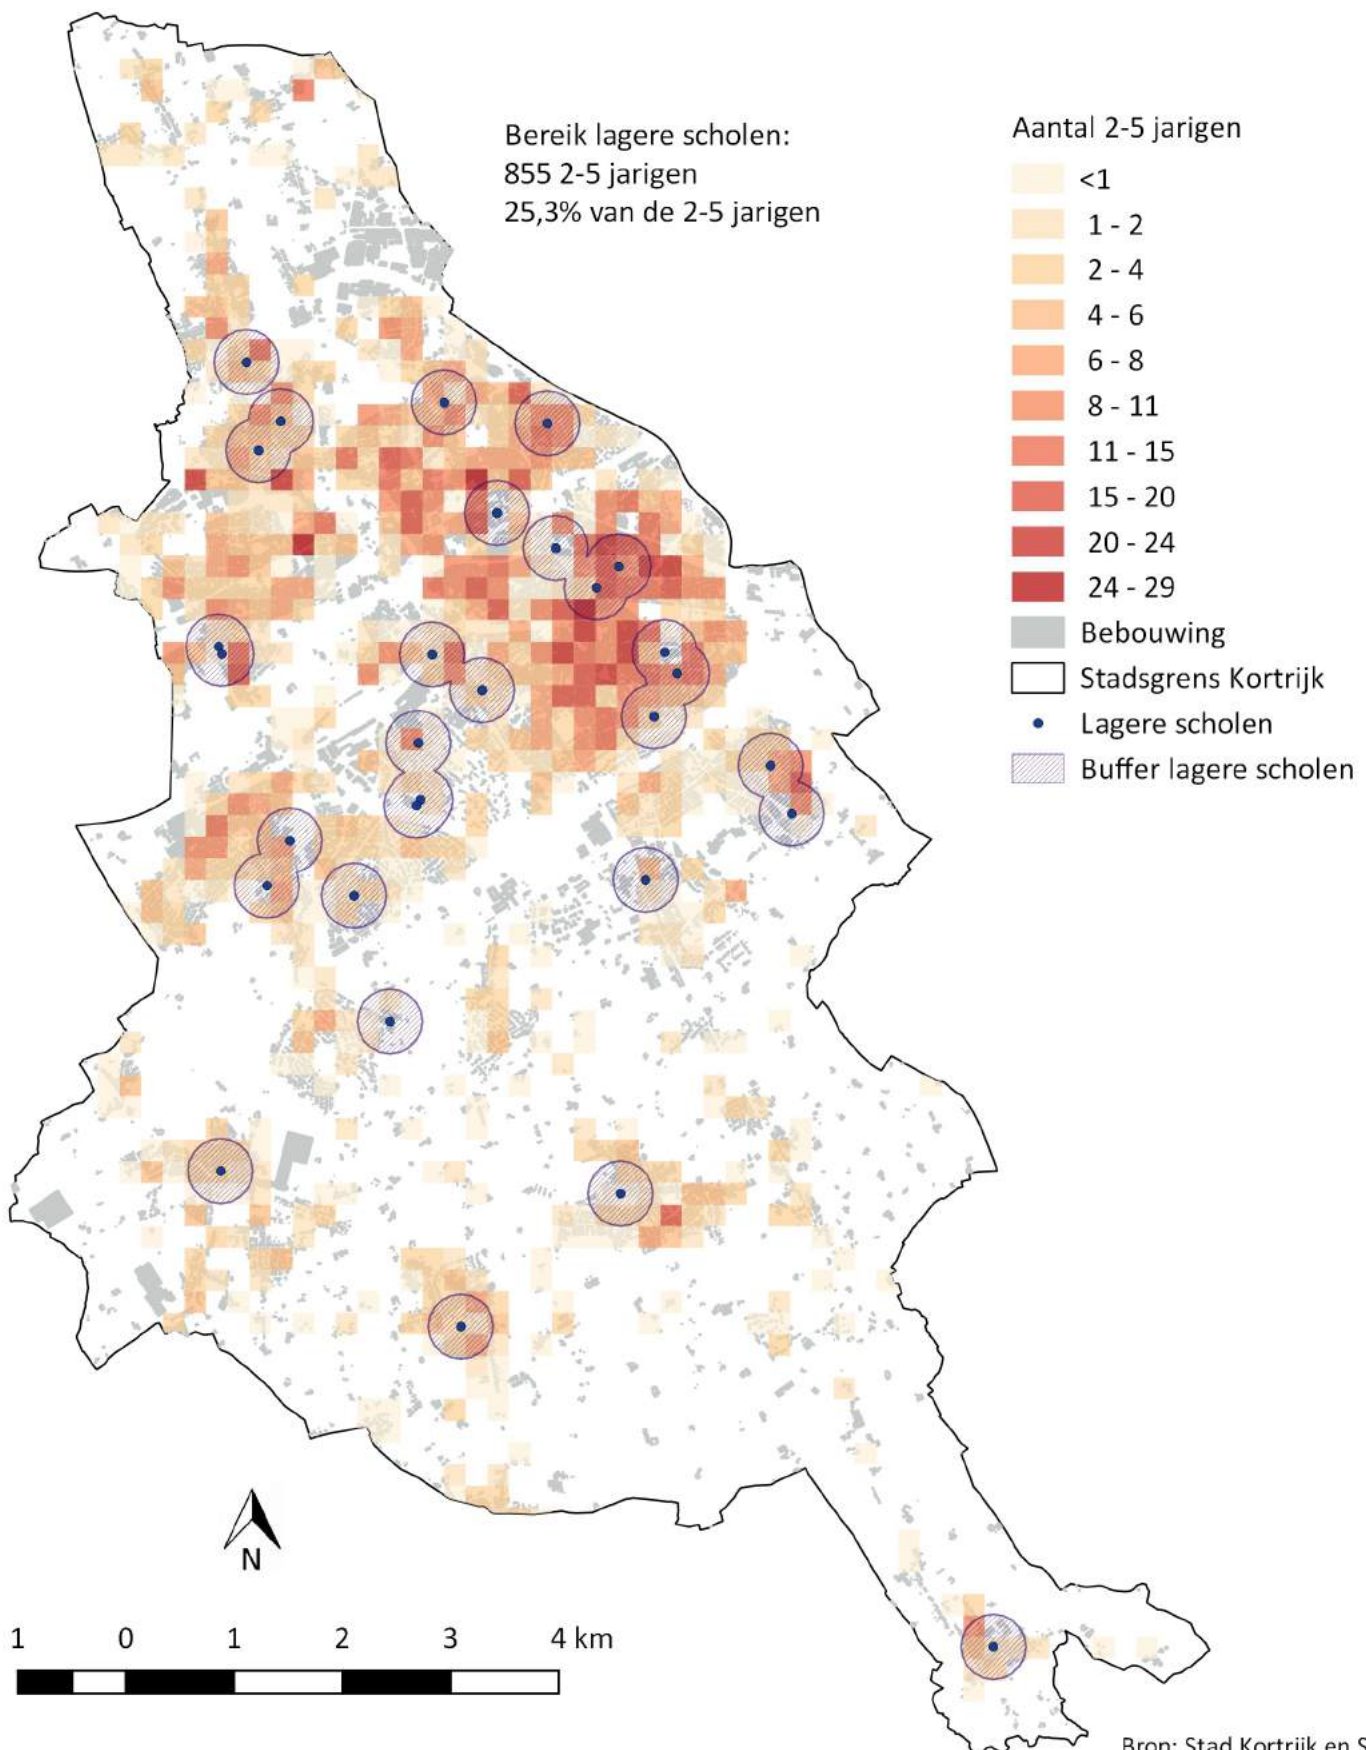 Bereik lagere scholen:
855 2-5 jarigen
25,3% van de 2-5 jarigen
Aantal 2-5 jarigen
<1
1 - 2
2 - 4
4 - 6
6 - 8
8 - 11
11 - 15
15 - 20
20 - 24
24 - 29
Bebouwing
Stadsgrens Kortrijk
Lagere scholen
Buffer lagere scholen
N
1 0 1 2 3 4 km
Bron: Stad Kortrijk en S